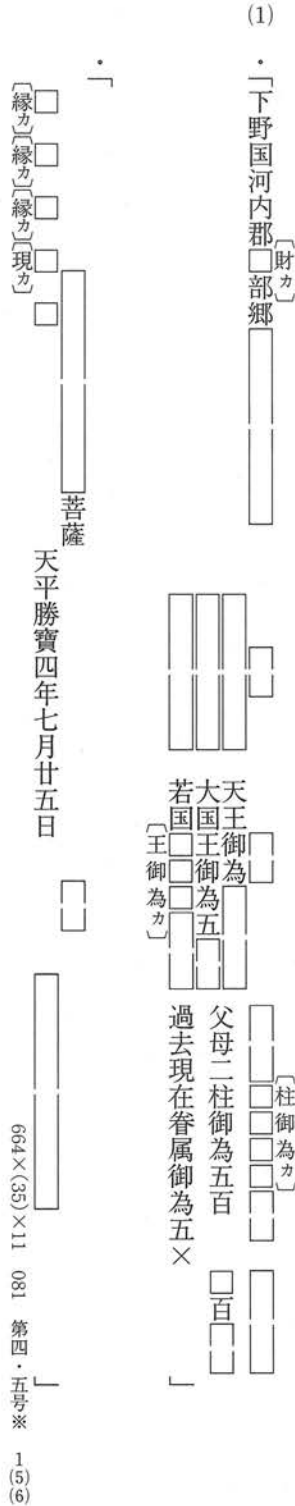 (1)
・「下野国河内郡□部郷
〔財カ〕
天王御為
大国王御為五
若国□□□
〔王御為カ〕
□□□□
〔柱御為カ〕
父母二柱御為五百
□百
過去現在眷属御為五×
」
・「
菩薩
□□□□□
〔縁カ〕〔縁カ〕〔縁カ〕〔現カ〕
天平勝寶四年七月廿五日
」
664×(35)×11 081 第四・五号※ 1(5)(6)